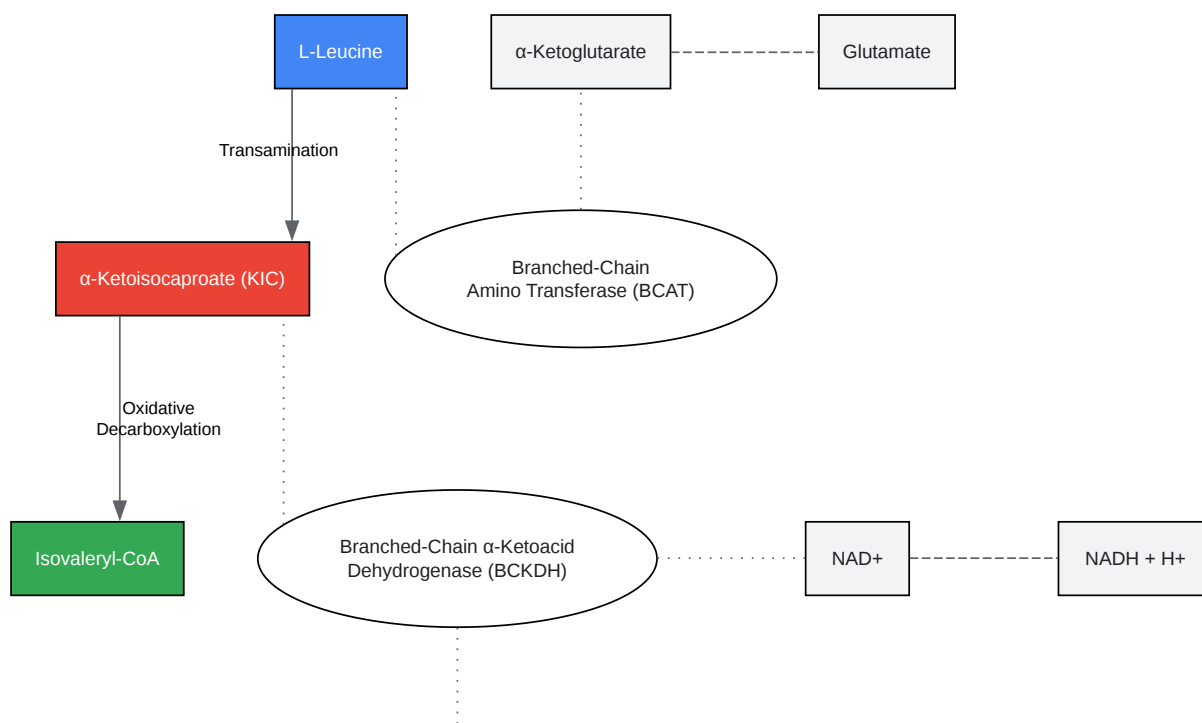 L-Leucine
α-Ketoglutarate
Glutamate
Transamination
α-Ketoisocaproate (KIC)
Branched-Chain
Amino Transferase (BCAT)
Oxidative
Decarboxylation
Isovaleryl-CoA
Branched-Chain α-Ketoacid
Dehydrogenase (BCKDH)
NAD+
NADH + H+